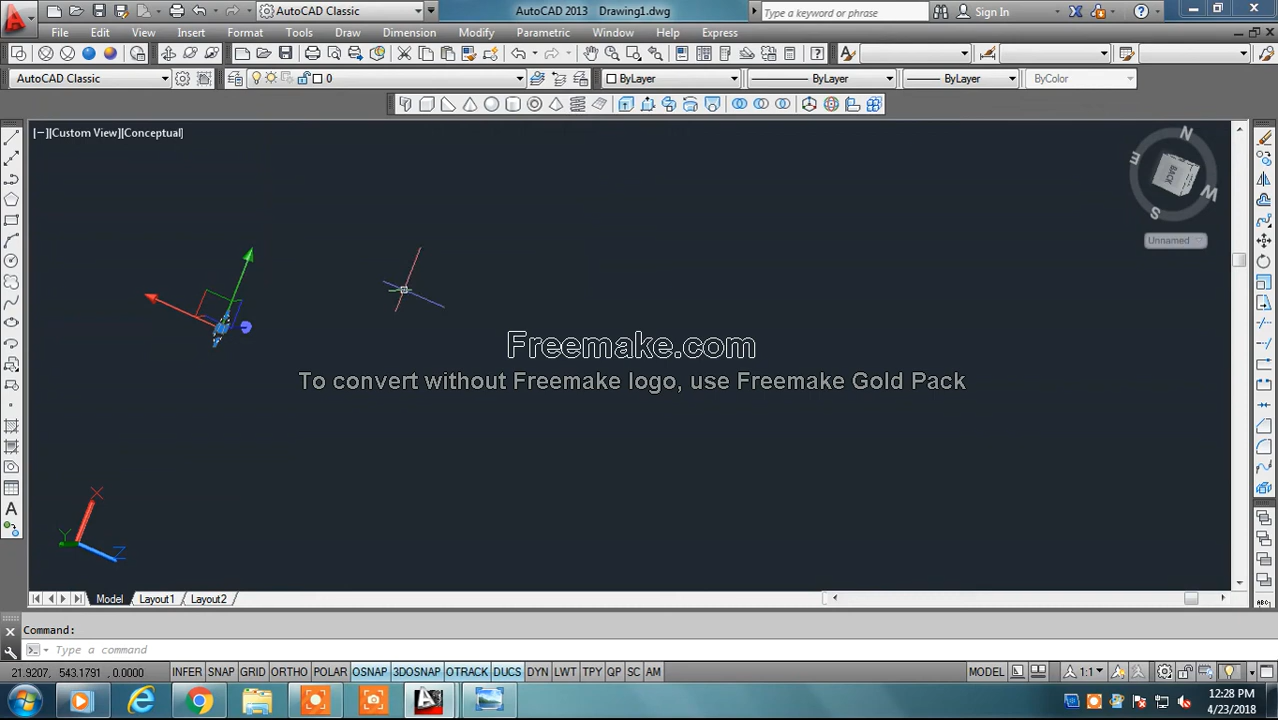 AutoCAD Classic
AutoCAD 2013 Drawing1.dwg
Type a keyword or phrase
Sign In
File Edit View Insert Format Tools Draw Dimension Modify Parametric Window Help Express
AutoCAD Classic
0
ByLayer
ByLayer
ByLayer
ByColor
[−][Custom View][Conceptual]
N
E
W
S
BACK
Unnamed
Freemake.com
To convert without Freemake logo, use Freemake Gold Pack
X
Y
Z
Model Layout1 Layout2
Command:
Type a command
21.9207, 543.1791 , 0.0000
INFER SNAP GRID ORTHO POLAR OSNAP 3DOSNAP OTRACK DUCS DYN LWT TPY QP SC AM
MODEL
1:1
A
ABC
12:28 PM
4/23/2018